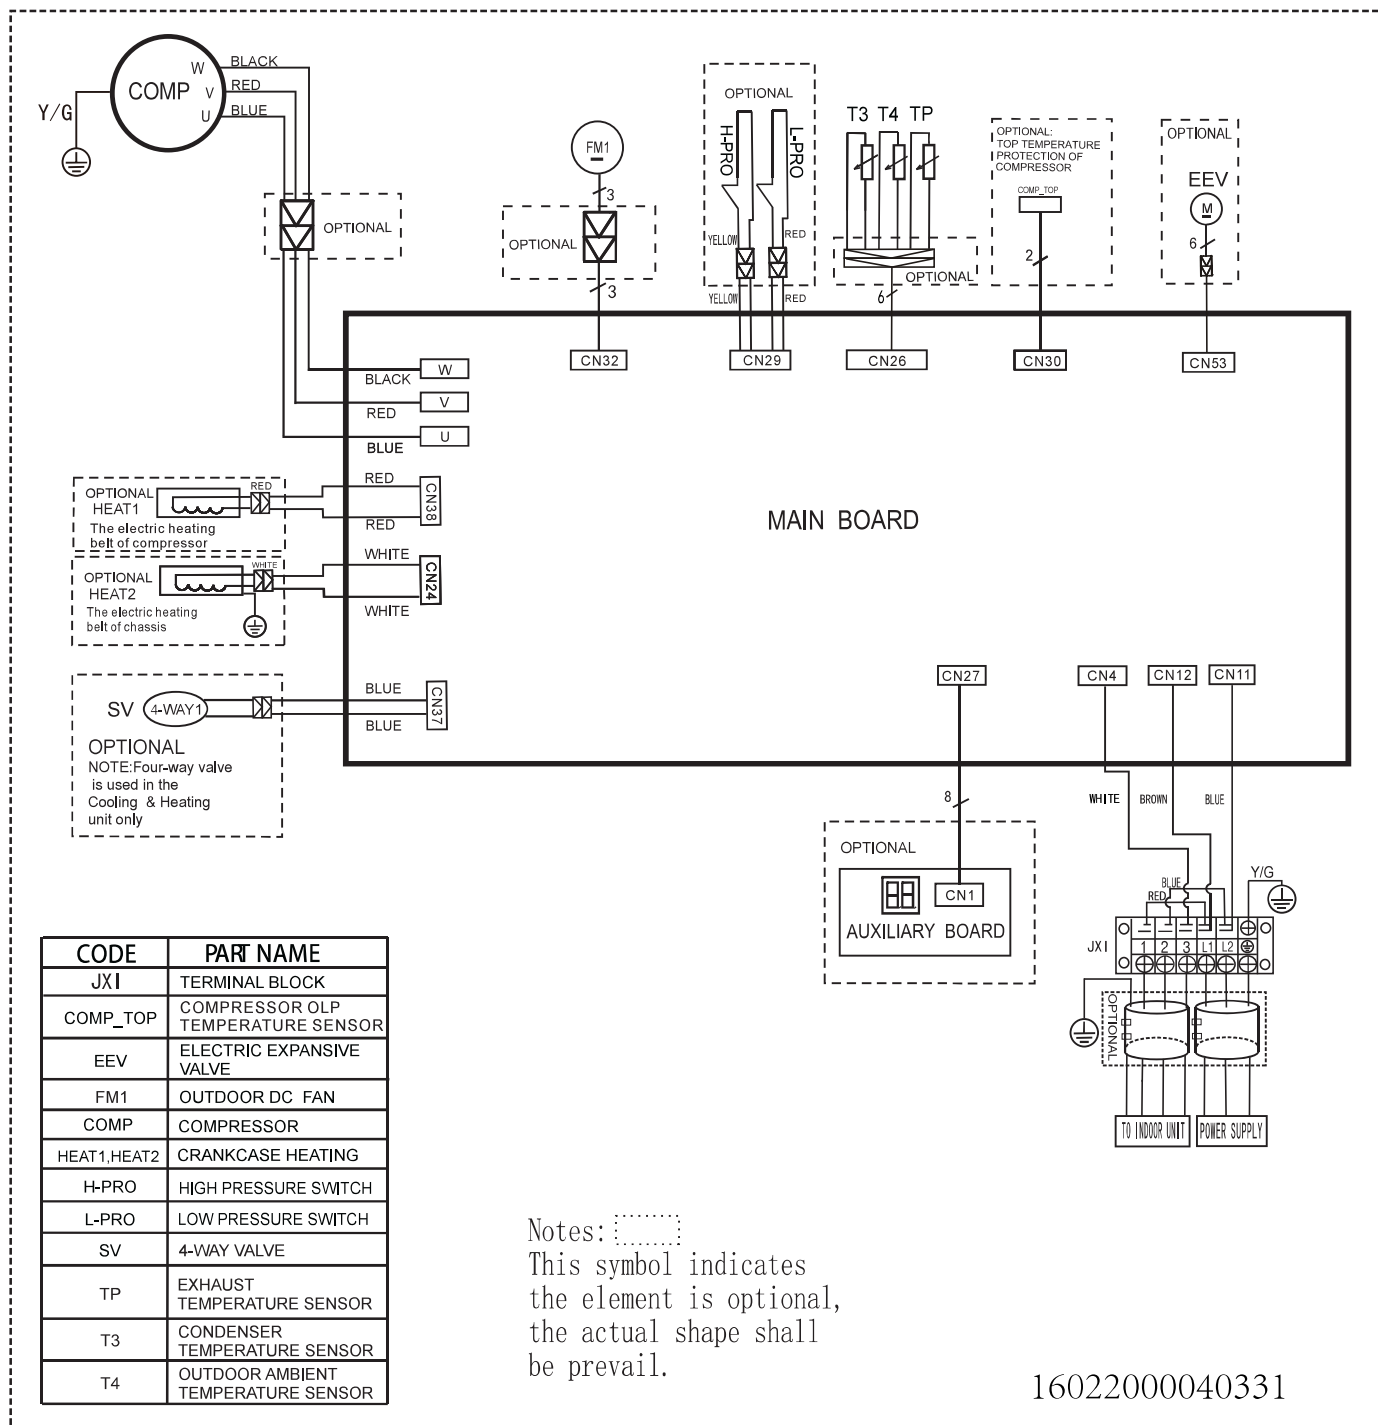 COMP
W
V
U
BLACK
RED
BLUE
Y/G
OPTIONAL
FM1
3
OPTIONAL
3
OPTIONAL
H-PRO
L-PRO
YELLOW
RED
YELLOW
RED
T3 T4 TP
OPTIONAL
6
OPTIONAL:
TOP TEMPERATURE
PROTECTION OF
COMPRESSOR
COMP_TOP
2
OPTIONAL
EEV
M
6
CN32
CN29
CN26
CN30
CN53
W
BLACK
V
RED
U
BLUE
OPTIONAL
HEAT1
RED
The electric heating
belt of compressor
RED
RED
CN38
OPTIONAL
HEAT2
WHITE
The electric heating
belt of chassis
WHITE
WHITE
CN24
MAIN BOARD
SV
4-WAY1
BLUE
BLUE
CN37
OPTIONAL
NOTE:Four-way valve
is used in the
Cooling & Heating
unit only
CN27
CN4
CN12
CN11
8
WHITE
BROWN
BLUE
OPTIONAL
CN1
AUXILIARY BOARD
BLUE
RED
Y/G
JX1
1 2 3 L1 L2
OPTIONAL
TO INDOOR UNIT
POWER SUPPLY
CODE PART NAME
JX1 TERMINAL BLOCK
COMP_TOP COMPRESSOR OLP
TEMPERATURE SENSOR
EEV ELECTRIC EXPANSIVE
VALVE
FM1 OUTDOOR DC FAN
COMP COMPRESSOR
HEAT1,HEAT2 CRANKCASE HEATING
H-PRO HIGH PRESSURE SWITCH
L-PRO LOW PRESSURE SWITCH
SV 4-WAY VALVE
TP EXHAUST
TEMPERATURE SENSOR
T3 CONDENSER
TEMPERATURE SENSOR
T4 OUTDOOR AMBIENT
TEMPERATURE SENSOR
Notes:
This symbol indicates
the element is optional,
the actual shape shall
be prevail.
16022000040331